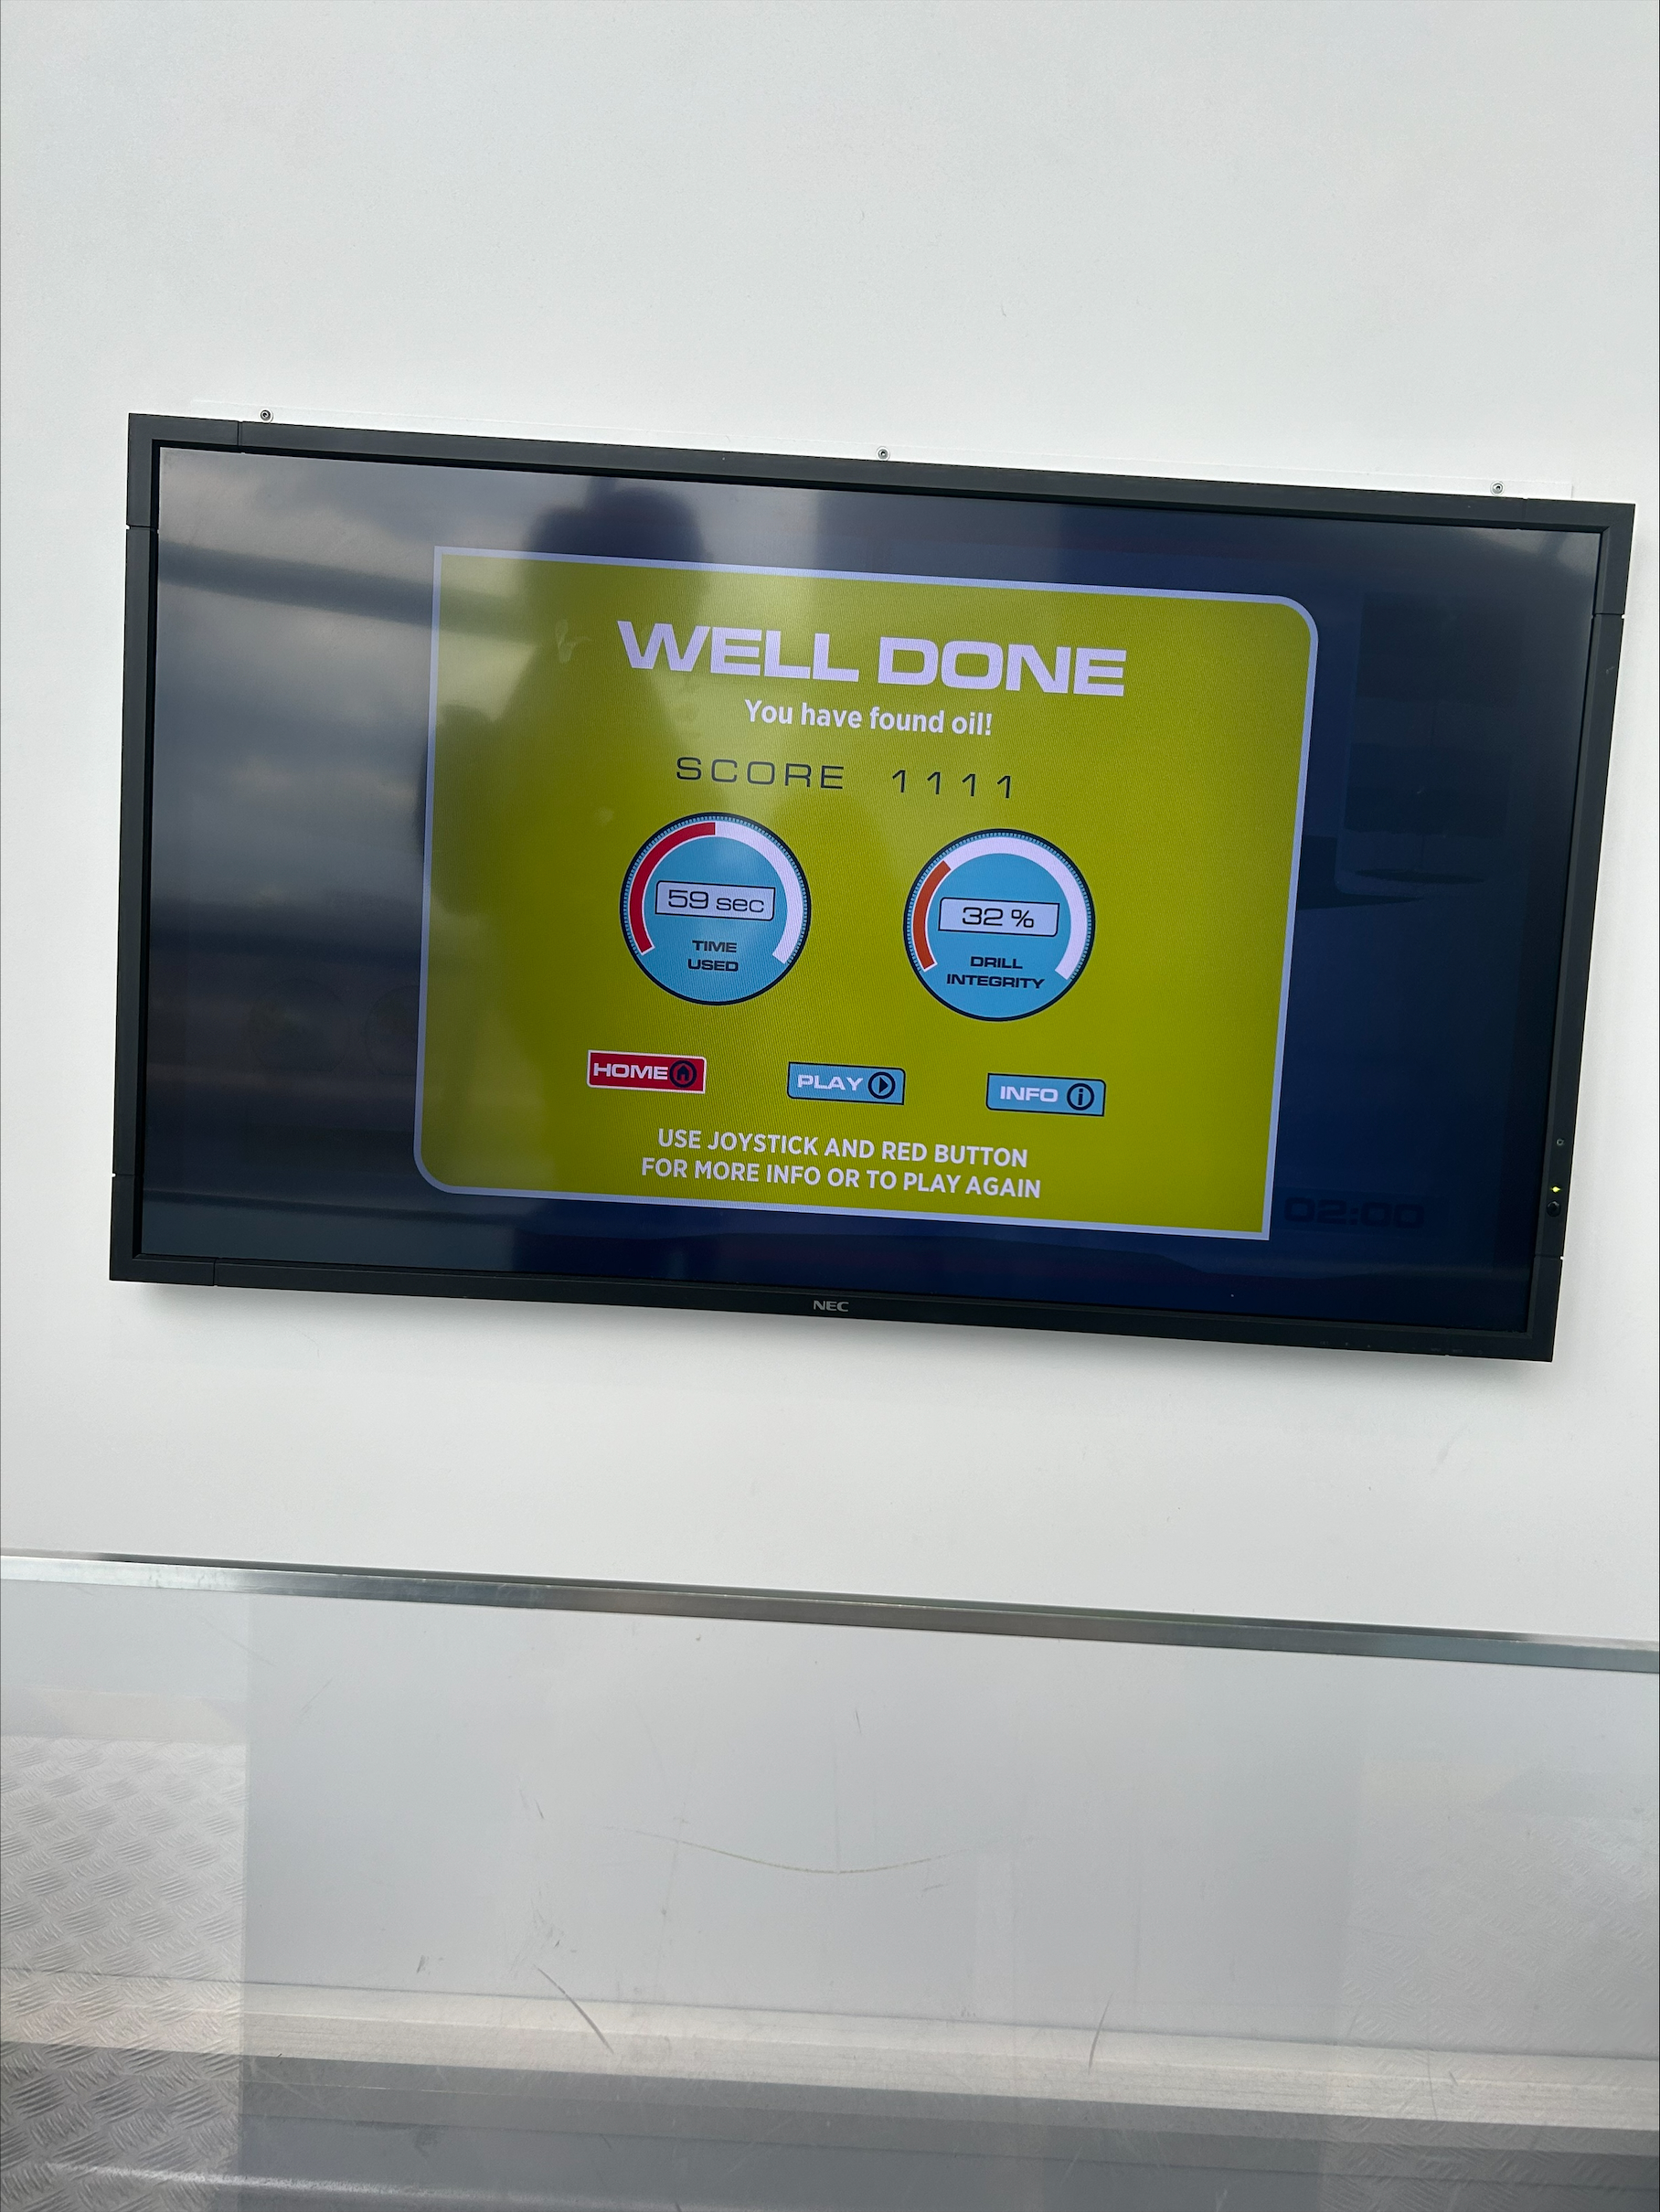 WELL DONE
You have found oil!
SCORE 1111
59 sec
TIME
USED
32 %
DRILL
INTEGRITY
HOME
PLAY
INFO
USE JOYSTICK AND RED BUTTON
FOR MORE INFO OR TO PLAY AGAIN
02:00
NEC